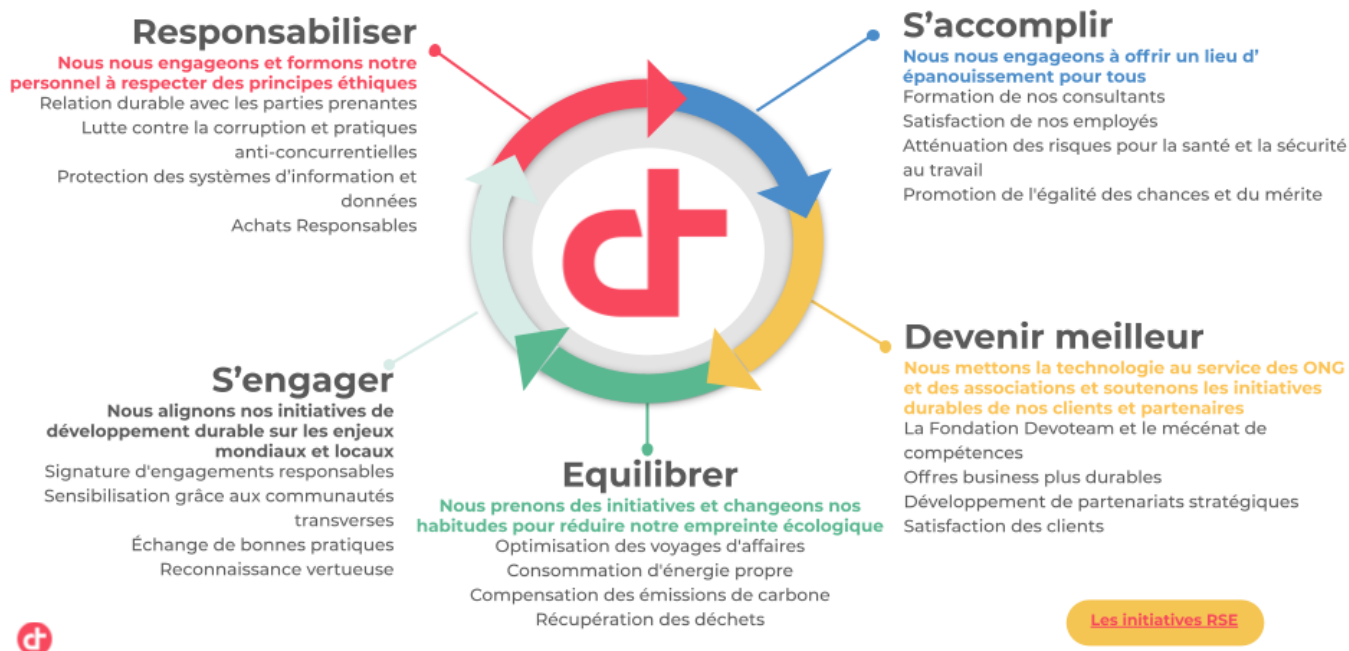 Responsabiliser
Nous nous engageons et formons notre
personnel à respecter des principes éthiques
Relation durable avec les parties prenantes
Lutte contre la corruption et pratiques
anti-concurrentielles
Protection des systèmes d'information et
données
Achats Responsables
S'accomplir
Nous nous engageons à offrir un lieu d'
épanouissement pour tous
Formation de nos consultants
Satisfaction de nos employés
Atténuation des risques pour la santé et la sécurité
au travail
Promotion de l'égalité des chances et du mérite
Devenir meilleur
Nous mettons la technologie au service des ONG
et des associations et soutenons les initiatives
durables de nos clients et partenaires
La Fondation Devoteam et le mécénat de
compétences
Offres business plus durables
Développement de partenariats stratégiques
Satisfaction des clients
Equilibrer
Nous prenons des initiatives et changeons nos
habitudes pour réduire notre empreinte écologique
Optimisation des voyages d'affaires
Consommation d'énergie propre
Compensation des émissions de carbone
Récupération des déchets
S'engager
Nous alignons nos initiatives de
développement durable sur les enjeux
mondiaux et locaux
Signature d'engagements responsables
Sensibilisation grâce aux communautés
transverses
Échange de bonnes pratiques
Reconnaissance vertueuse
Les initiatives RSE